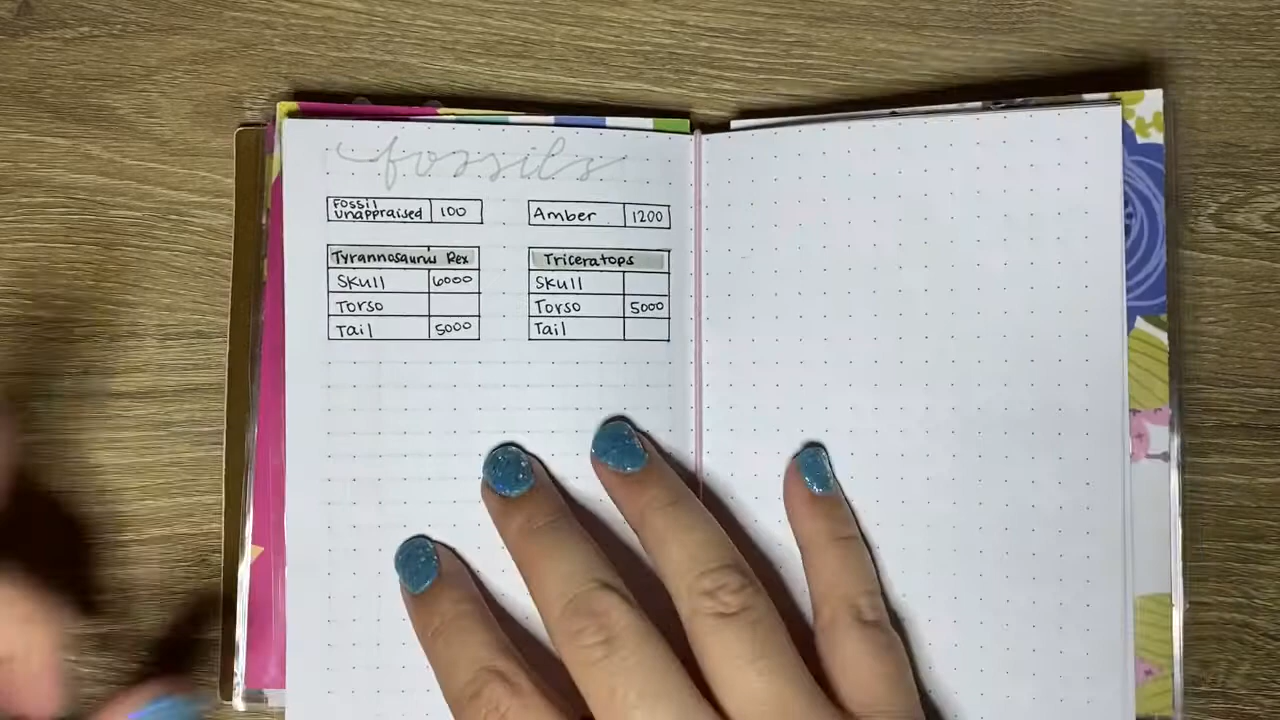 fossils
Fossil unappraised 100
Amber 1200
Tyrannosaurus Rex
Skull 6000
Torso
Tail 5000
Triceratops
Skull
Torso 5000
Tail